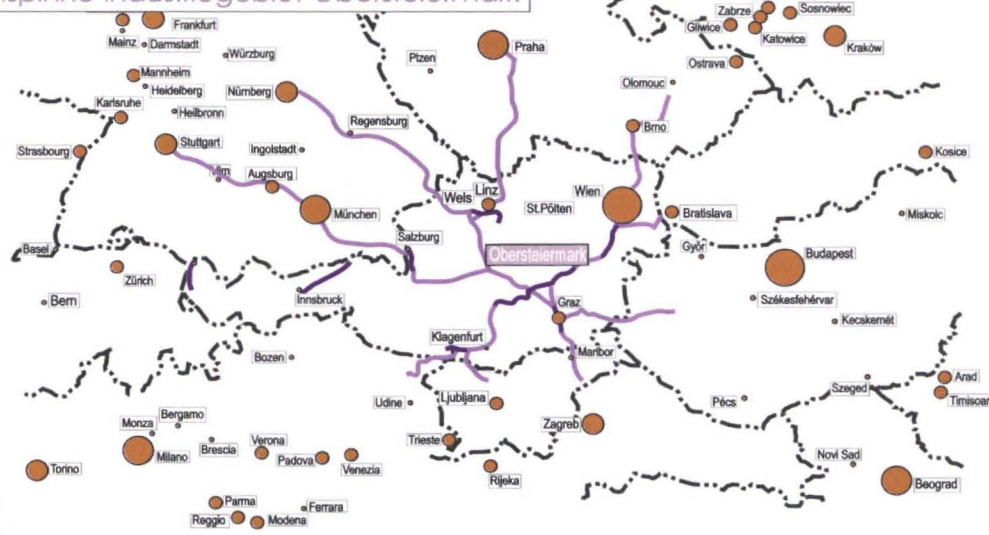 Industriegebiet Obersteiermark
Frankfurt
Mainz
Darmstadt
Würzburg
Mannheim
Heidelberg
Nürnberg
Karlsruhe
Heilbronn
Regensburg
Strasbourg
Stuttgart
Ingolstadt
Ulm
Augsburg
München
Plzen
Praha
Zabrze
Sosnowiec
Gliwice
Katowice
Kraków
Ostrava
Olomouc
Brno
Kosice
Miskolc
Wels
Linz
St.Pölten
Wien
Bratislava
Salzburg
Obersteiermark
Győr
Budapest
Basel
Zürich
Bern
Innsbruck
Székesfehérvar
Kecskemét
Graz
Klagenfurt
Maribor
Bozen
Udine
Ljubljana
Zagreb
Pécs
Szeged
Arad
Timisoar
Monza
Bergamo
Milano
Brescia
Verona
Padova
Venezia
Trieste
Rijeka
Torino
Novi Sad
Beograd
Parma
Reggio
Modena
Ferrara